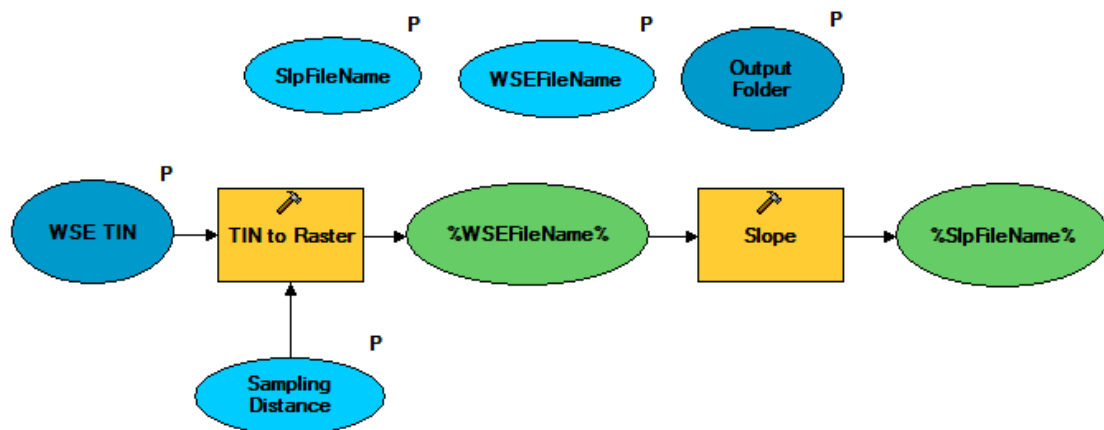 P
P
P
SlpFileName
WSEFileName
Output
Folder
P
WSE TIN
TIN to Raster
%WSEFileName%
Slope
%SlpFileName%
P
Sampling
Distance